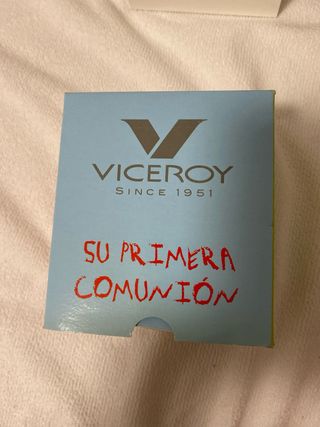 VICEROY
SINCE 1951
SU PRIMERA
COMUNIÓN